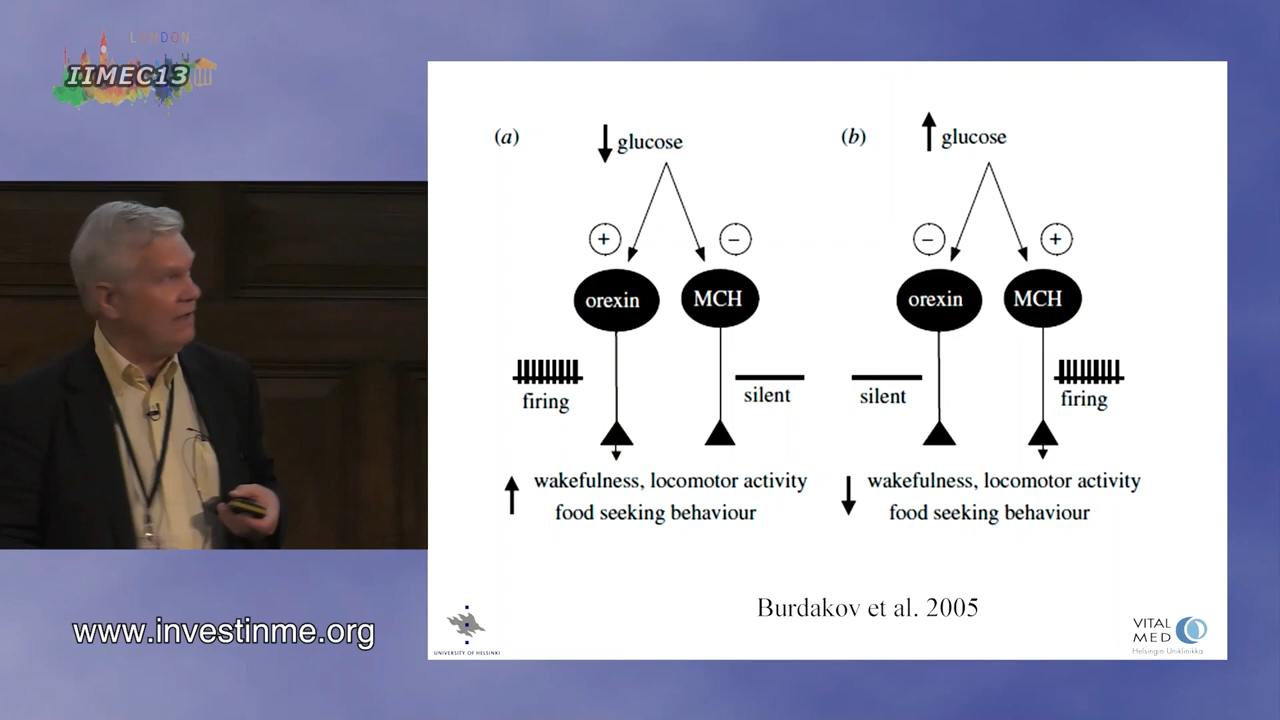 LONDON
IIMEC13
(a)
glucose
+
−
orexin
MCH
firing
silent
wakefulness, locomotor activity
food seeking behaviour
(b)
glucose
−
+
orexin
MCH
silent
firing
wakefulness, locomotor activity
food seeking behaviour
Burdakov et al. 2005
UNIVERSITY OF HELSINKI
VITAL
MED
Helsingin Uniklinikka
www.investinme.org